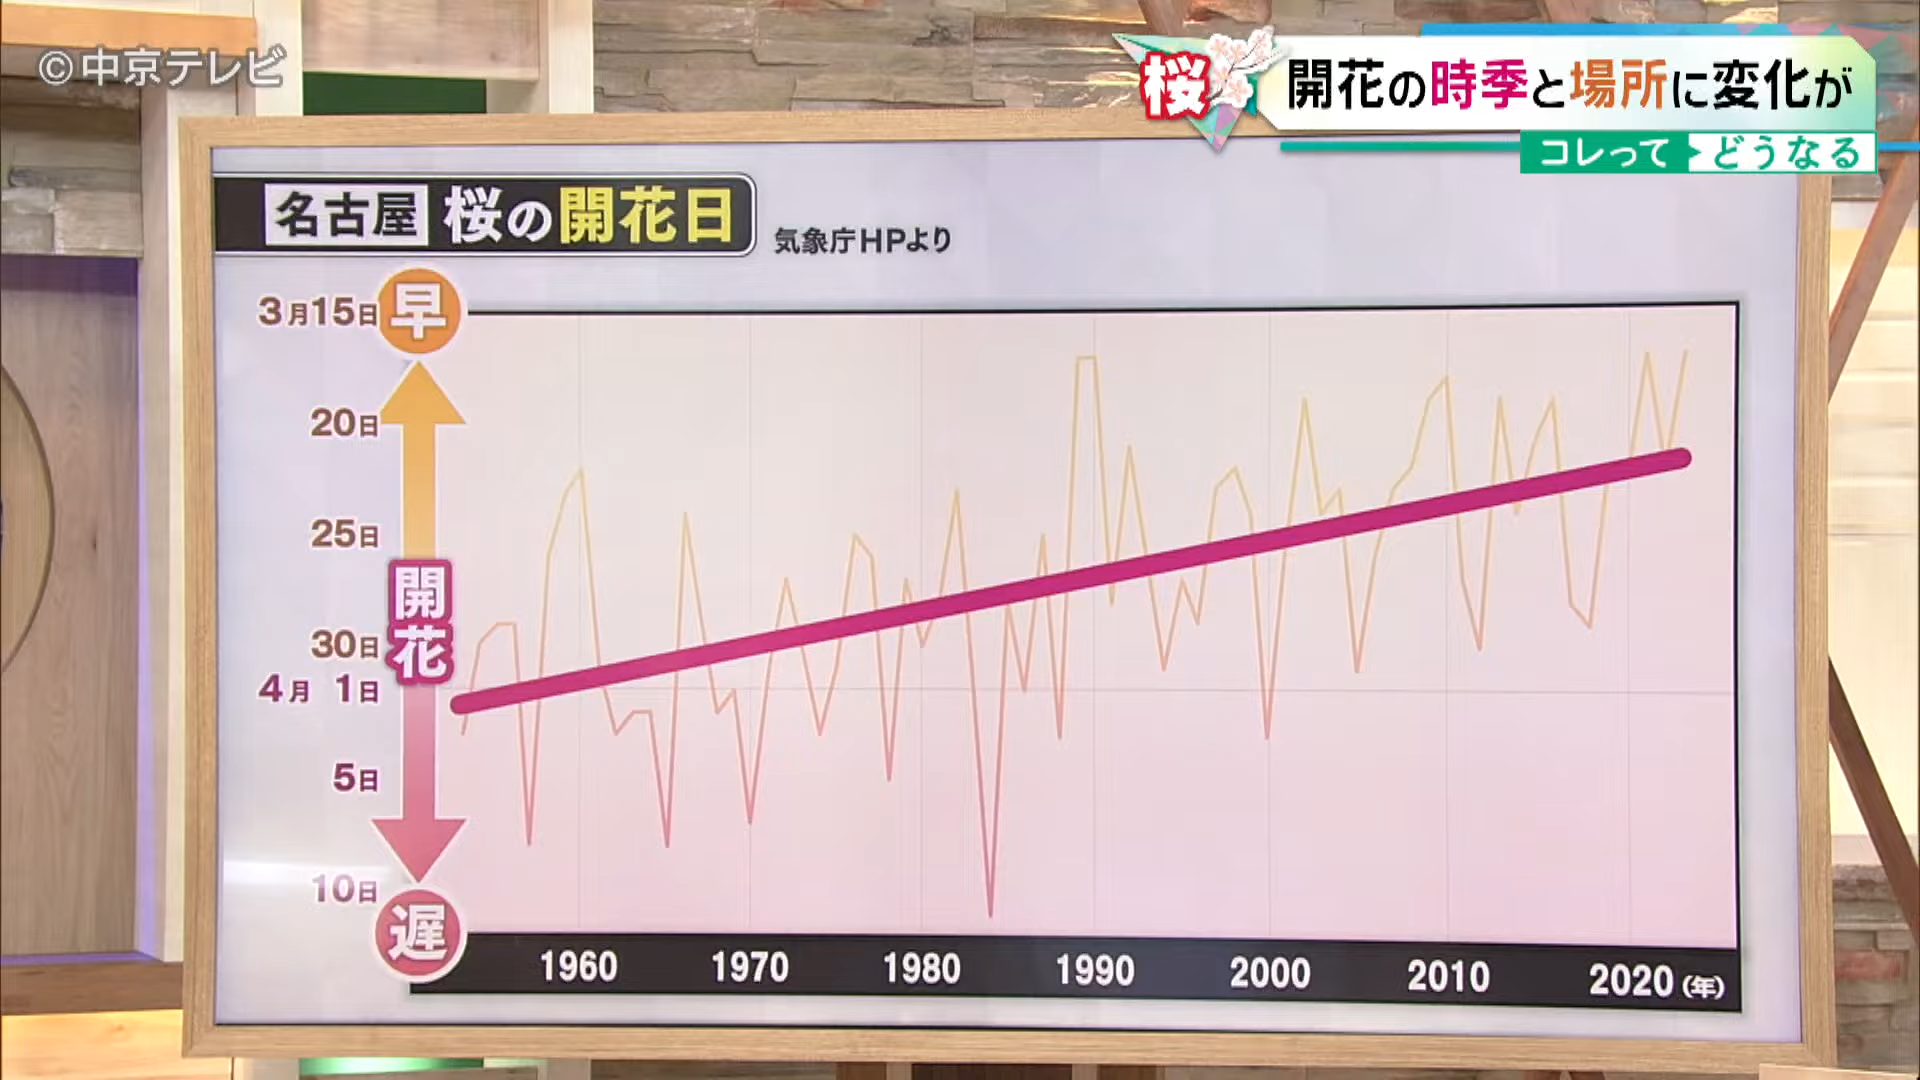 ©中京テレビ
桜 開花の時季と場所に変化が
コレって どうなる
名古屋 桜の開花日 気象庁HPより
3月15日 早
20日
25日
開花
30日
4月 1日
5日
10日
遅
1960 1970 1980 1990 2000 2010 2020(年)